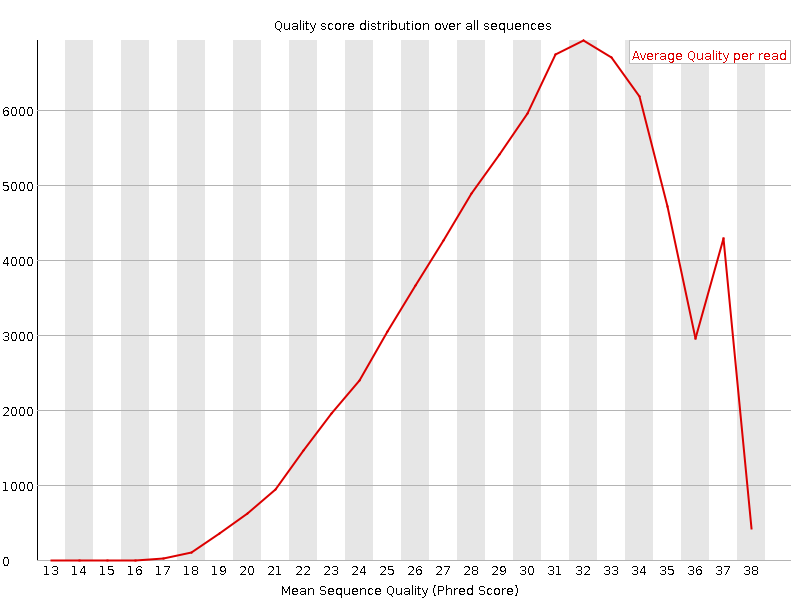 Quality score distribution over all sequences
Average Quality per read
6000
5000
4000
3000
2000
1000
0
13 14 15 16 17 18 19 20 21 22 23 24 25 26 27 28 29 30 31 32 33 34 35 36 37 38
Mean Sequence Quality (Phred Score)